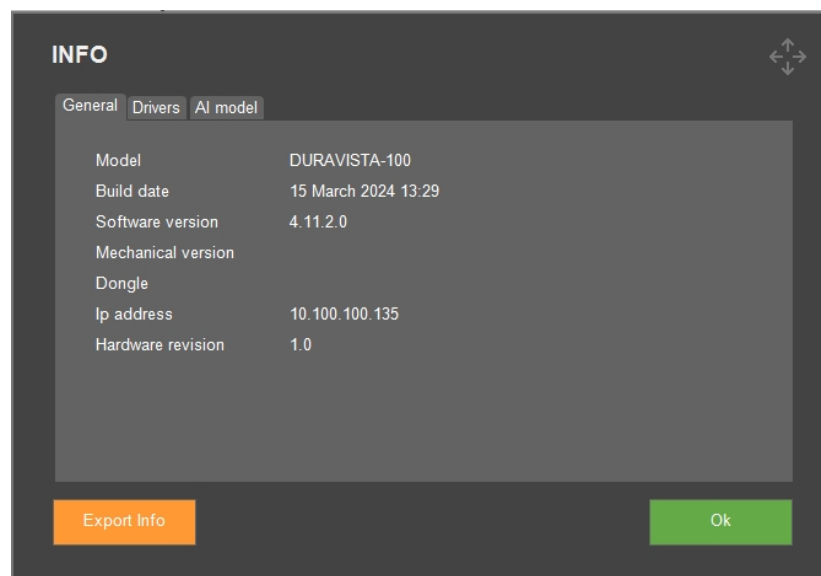 INFO
General Drivers AI model
Model DURAVISTA-100
Build date 15 March 2024 13:29
Software version 4.11.2.0
Mechanical version
Dongle
Ip address 10.100.100.135
Hardware revision 1.0
Export Info Ok